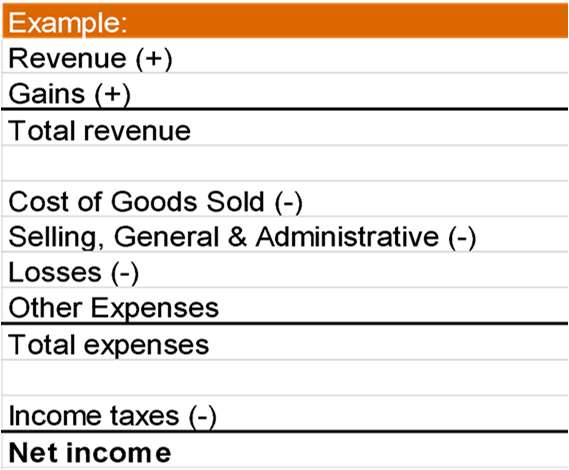 Example:
Revenue (+)
Gains (+)
Total revenue
Cost of Goods Sold (-)
Selling, General & Administrative (-)
Losses (-)
Other Expenses
Total expenses
Income taxes (-)
Net income